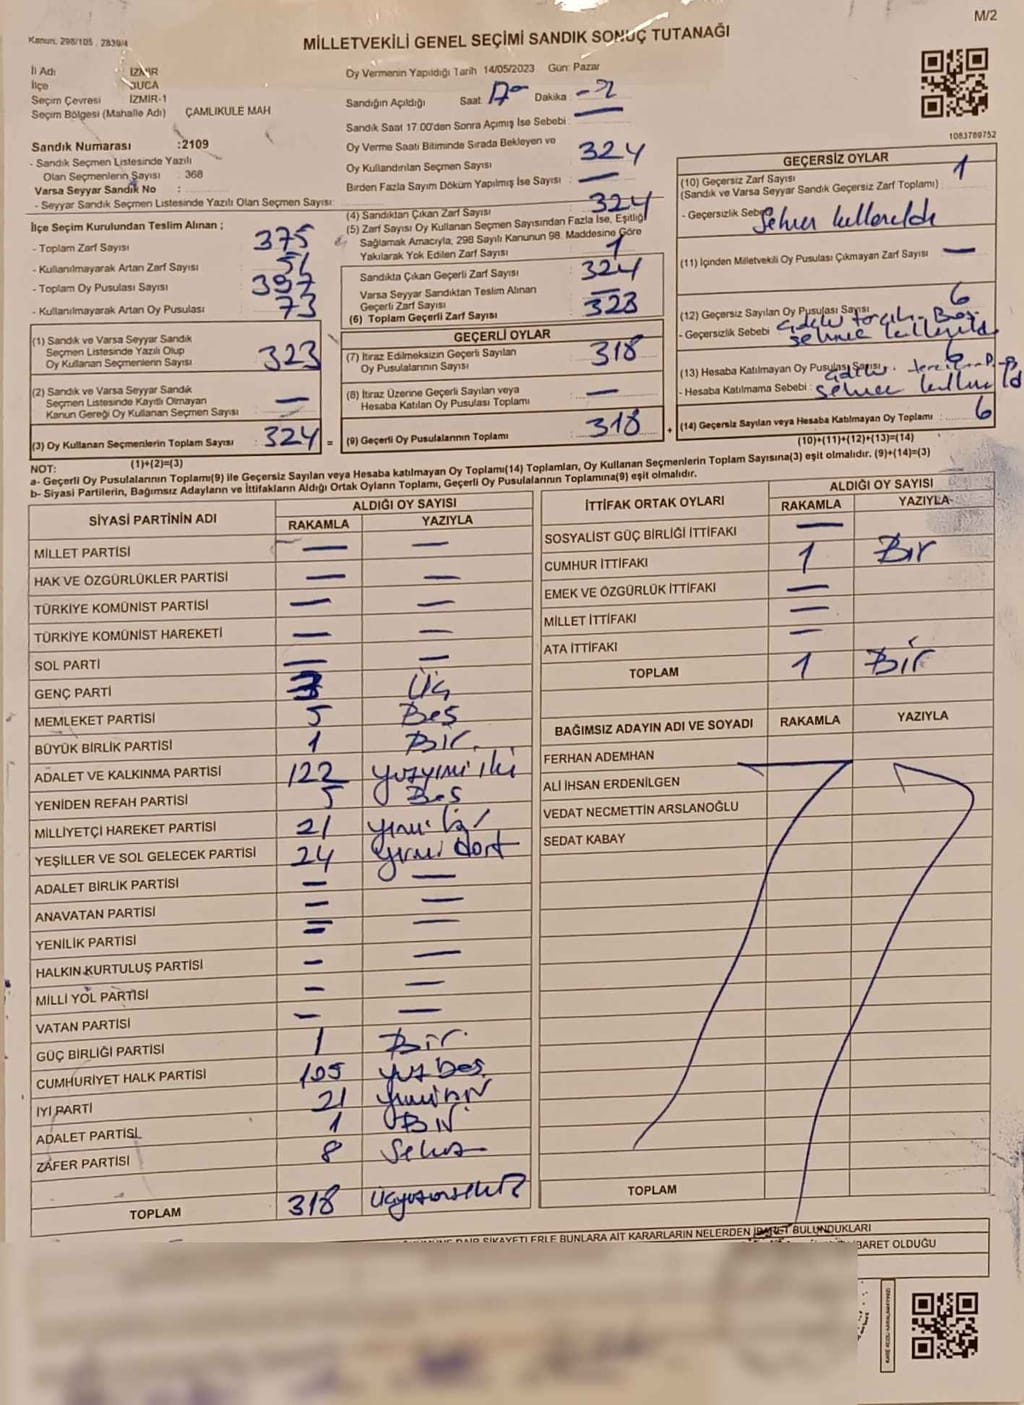 M/2
Kanun: 298/105 , 2839/4
MİLLETVEKİLİ GENEL SEÇİMİ SANDIK SONUÇ TUTANAĞI
İl Adı İZMİR
İlçe BUCA
Seçim Çevresi İZMİR-1
Seçim Bölgesi (Mahalle Adı) ÇAMLIKULE MAH
Sandık Numarası :2109
- Sandık Seçmen Listesinde Yazılı
Olan Seçmenlerin Sayısı : 368
Varsa Seyyar Sandık No :
- Seyyar Sandık Seçmen Listesinde Yazılı Olan Seçmen Sayısı:
Oy Vermenin Yapıldığı Tarih 14/05/2023 Gün: Pazar
Sandığın Açıldığı Saat 17 Dakika :
Sandık Saat 17:00'den Sonra Açımış İse Sebebi : —
Oy Verme Saati Bitiminde Sırada Bekleyen ve
Oy Kullandırılan Seçmen Sayısı : 324
Birden Fazla Sayım Döküm Yapılmış İse Sayısı : —
1083789752
İlçe Seçim Kurulundan Teslim Alınan ;
- Toplam Zarf Sayısı : 375
- Kullanılmayarak Artan Zarf Sayısı : 51
- Toplam Oy Pusulası Sayısı : 397
- Kullanılmayarak Artan Oy Pusulası : 73
(4) Sandıktan Çıkan Zarf Sayısı : 324
(5) Zarf Sayısı Oy Kullanan Seçmen Sayısından Fazla İse, Eşitliği
Sağlamak Amacıyla, 298 Sayılı Kanunun 98. Maddesine Göre
Yakılarak Yok Edilen Zarf Sayısı : 1
Sandıkta Çıkan Geçerli Zarf Sayısı : 324
Varsa Seyyar Sandıktan Teslim Alınan
Geçerli Zarf Sayısı : —
(6) Toplam Geçerli Zarf Sayısı : 323
GEÇERSİZ OYLAR
(10) Geçersiz Zarf Sayısı : 1
(Sandık ve Varsa Seyyar Sandık Geçersiz Zarf Toplamı)
- Geçersizlik Sebebi
(11) İçinden Milletvekili Oy Pusulası Çıkmayan Zarf Sayısı : —
(12) Geçersiz Sayılan Oy Pusulası Sayısı : 6
- Geçersizlik Sebebi
(13) Hesaba Katılmayan Oy Pusulası Sayısı : 6
- Hesaba Katılmama Sebebi :
(14) Geçersiz Sayılan veya Hesaba Katılmayan Oy Toplamı : 6
(10)+(11)+(12)+(13)=(14)
(1) Sandık ve Varsa Seyyar Sandık
Seçmen Listesinde Yazılı Olup
Oy Kullanan Seçmenlerin Sayısı : 323
(2) Sandık ve Varsa Seyyar Sandık
Seçmen Listesinde Kayıtlı Olmayan
Kanun Gereği Oy Kullanan Seçmen Sayısı : —
(3) Oy Kullanan Seçmenlerin Toplam Sayısı : 324 =
(1)+(2)=(3)
GEÇERLİ OYLAR
(7) İtiraz Edilmeksizin Geçerli Sayılan
Oy Pusulalarının Sayısı : 318
(8) İtiraz Üzerine Geçerli Sayılan veya
Hesaba Katılan Oy Pusulası Toplamı : —
(9) Geçerli Oy Pusulalarının Toplamı : 318 +
NOT:
a- Geçerli Oy Pusulalarının Toplamı(9) ile Geçersiz Sayılan veya Hesaba katılmayan Oy Toplamı(14) Toplamları, Oy Kullanan Seçmenlerin Toplam Sayısına(3) eşit olmalıdır. (9)+(14)=(3)
b- Siyasi Partilerin, Bağımsız Adayların ve İttifakların Aldığı Ortak Oyların Toplamı, Geçerli Oy Pusulalarının Toplamına(9) eşit olmalıdır.
SİYASİ PARTİNİN ADI ALDIĞI OY SAYISI
RAKAMLA YAZIYLA
MİLLET PARTİSİ — —
HAK VE ÖZGÜRLÜKLER PARTİSİ — —
TÜRKİYE KOMÜNİST PARTİSİ — —
TÜRKİYE KOMÜNİST HAREKETİ — —
SOL PARTİ — —
GENÇ PARTİ 3 Üç
MEMLEKET PARTİSİ 5 Beş
BÜYÜK BİRLİK PARTİSİ 1 Bir
ADALET VE KALKINMA PARTİSİ 122 yüzyirmi iki
YENİDEN REFAH PARTİSİ 5 Beş
MİLLİYETÇİ HAREKET PARTİSİ 21 yirmi
YEŞİLLER VE SOL GELECEK PARTİSİ 24 yirmi dört
ADALET BİRLİK PARTİSİ — —
ANAVATAN PARTİSİ — —
YENİLİK PARTİSİ — —
HALKIN KURTULUŞ PARTİSİ — —
MİLLİ YOL PARTİSİ — —
VATAN PARTİSİ — —
GÜÇ BİRLİĞİ PARTİSİ 1 Bir
CUMHURİYET HALK PARTİSİ 105 yüz beş
İYİ PARTİ 21 yirmi bir
ADALET PARTİSİ 1 Bir
ZAFER PARTİSİ 8 Sekiz
TOPLAM 318 üçyüzonsekiz
İTTİFAK ORTAK OYLARI ALDIĞI OY SAYISI
RAKAMLA YAZIYLA
SOSYALİST GÜÇ BİRLİĞİ İTTİFAKI —
CUMHUR İTTİFAKI 1 Bir
EMEK VE ÖZGÜRLÜK İTTİFAKI —
MİLLET İTTİFAKI —
ATA İTTİFAKI —
TOPLAM 1 Bir
BAĞIMSIZ ADAYIN ADI VE SOYADI RAKAMLA YAZIYLA
FERHAN ADEMHAN
ALİ İHSAN ERDENİLGEN
VEDAT NECMETTİN ARSLANOĞLU
SEDAT KABAY
TOPLAM
DAİR ŞİKAYETLERLE BUNLARA AİT KARARLARIN NELERDEN İBARET BULUNDUKLARI
İBARET OLDUĞU